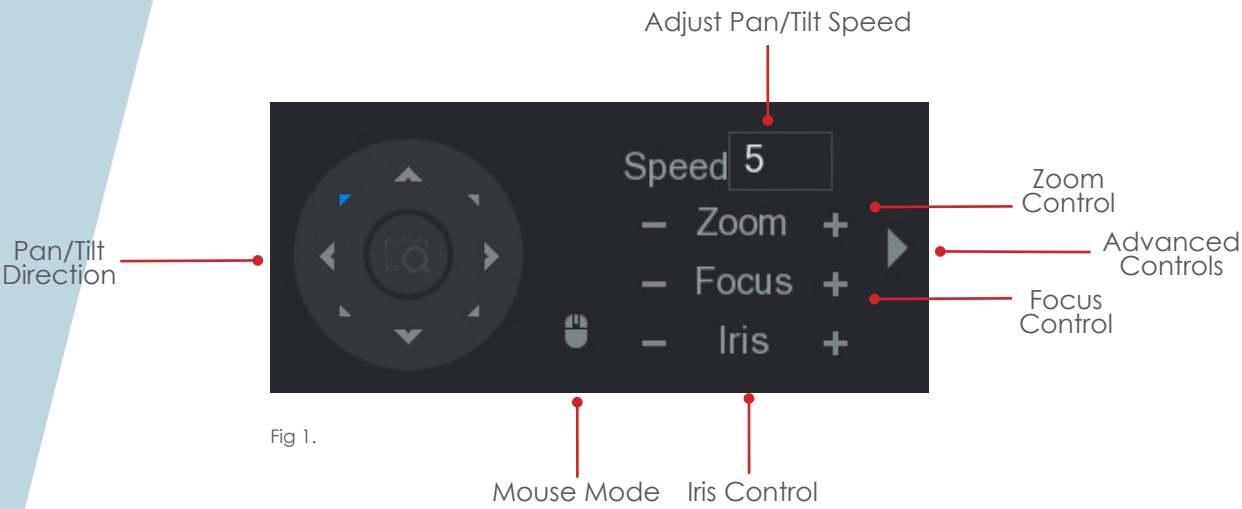 Adjust Pan/Tilt Speed
Speed 5
Zoom
Control
− Zoom +
Pan/Tilt
Direction
Advanced
Controls
− Focus +
Focus
Control
− Iris +
Fig 1.
Mouse Mode Iris Control